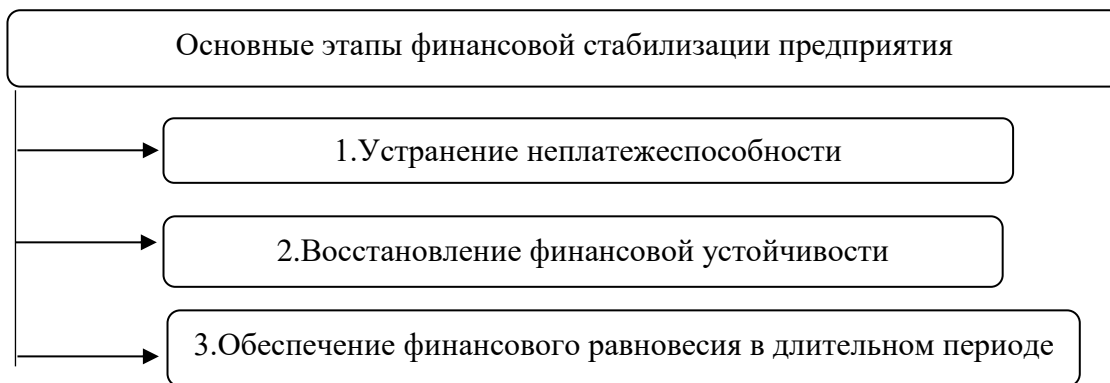 Основные этапы финансовой стабилизации предприятия
1.Устранение неплатежеспособности
2.Восстановление финансовой устойчивости
3.Обеспечение финансового равновесия в длительном периоде